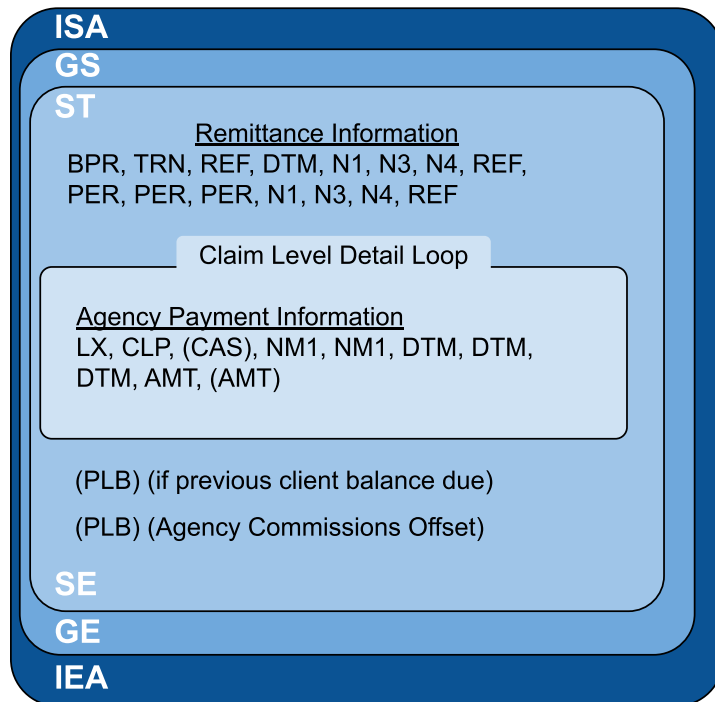 ISA
GS
ST
Remittance Information
BPR, TRN, REF, DTM, N1, N3, N4, REF,
PER, PER, PER, N1, N3, N4, REF
Claim Level Detail Loop
Agency Payment Information
LX, CLP, (CAS), NM1, NM1, DTM, DTM,
DTM, AMT, (AMT)
(PLB) (if previous client balance due)
(PLB) (Agency Commissions Offset)
SE
GE
IEA